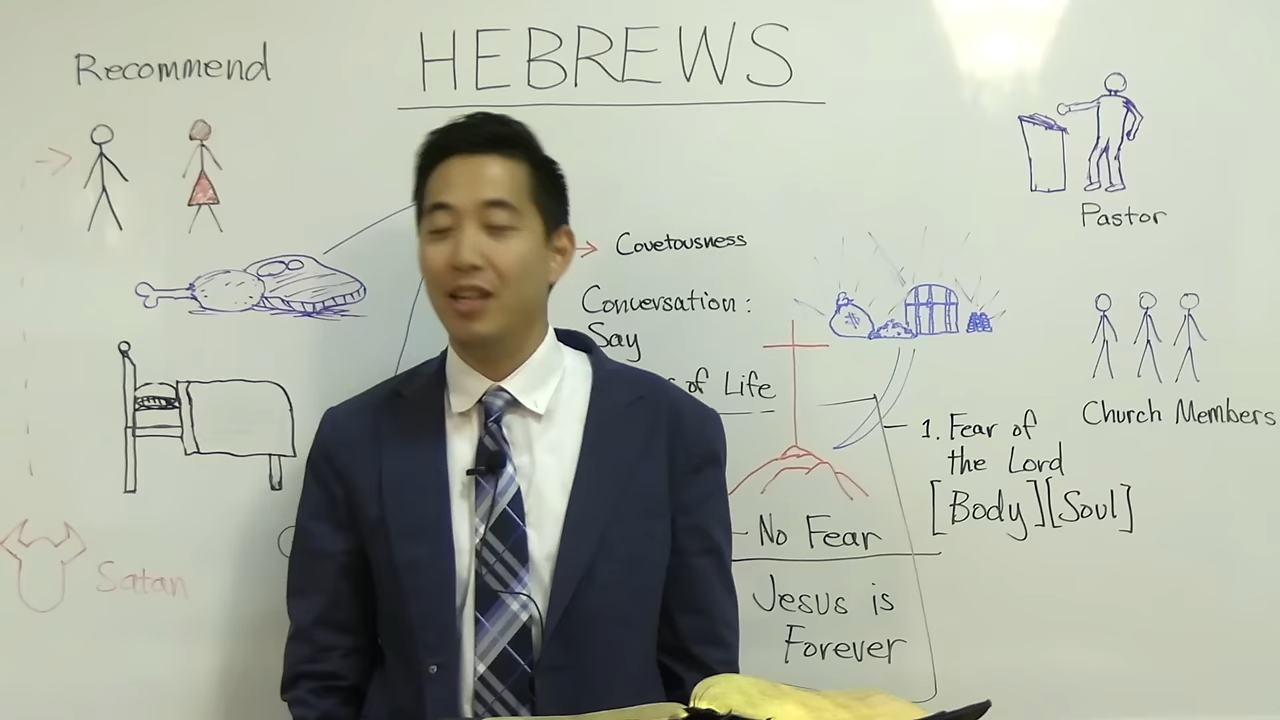 HEBREWS
Recommend
Pastor
Covetousness
Conversation:
Say
of Life
Church Members
1. Fear of
the Lord
[Body][Soul]
No Fear
Satan
Jesus is
Forever
$